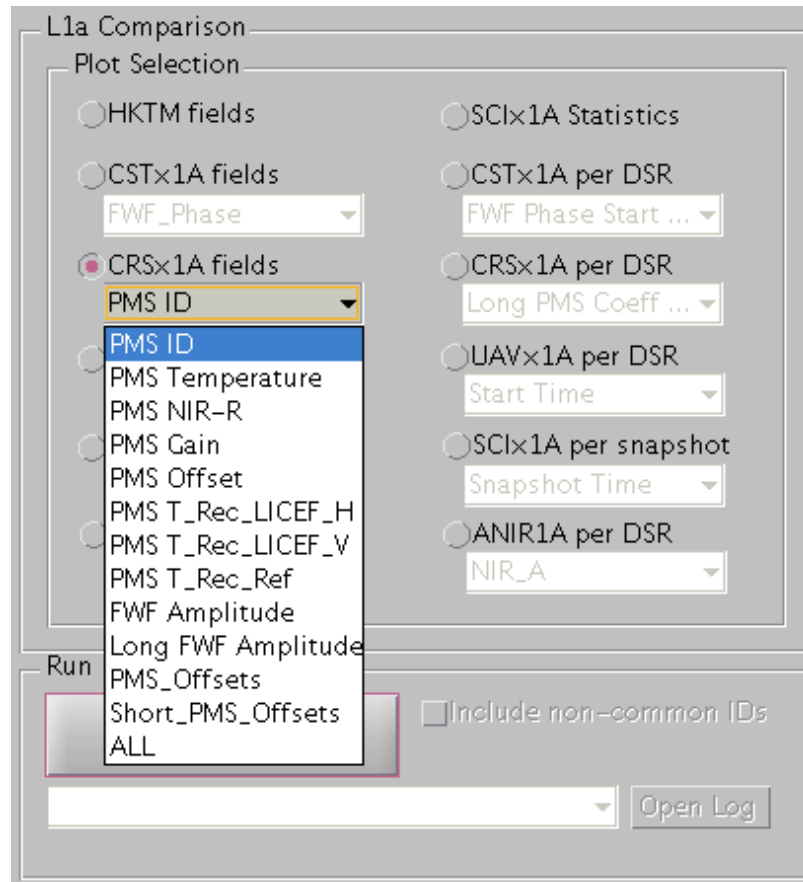 L1a Comparison
Plot Selection
HKTM fields
SCIx1A Statistics
CSTx1A fields
CSTx1A per DSR
FWF_Phase
FWF Phase Start ...
CRSx1A fields
CRSx1A per DSR
PMS ID
Long PMS Coeff ...
PMS ID
PMS Temperature
PMS NIR-R
PMS Gain
PMS Offset
PMS T_Rec_LICEF_H
PMS T_Rec_LICEF_V
PMS T_Rec_Ref
FWF Amplitude
Long FWF Amplitude
PMS_Offsets
Short_PMS_Offsets
ALL
UAVx1A per DSR
Start Time
SCIx1A per snapshot
Snapshot Time
ANIR1A per DSR
NIR_A
Run
Include non-common IDs
Open Log